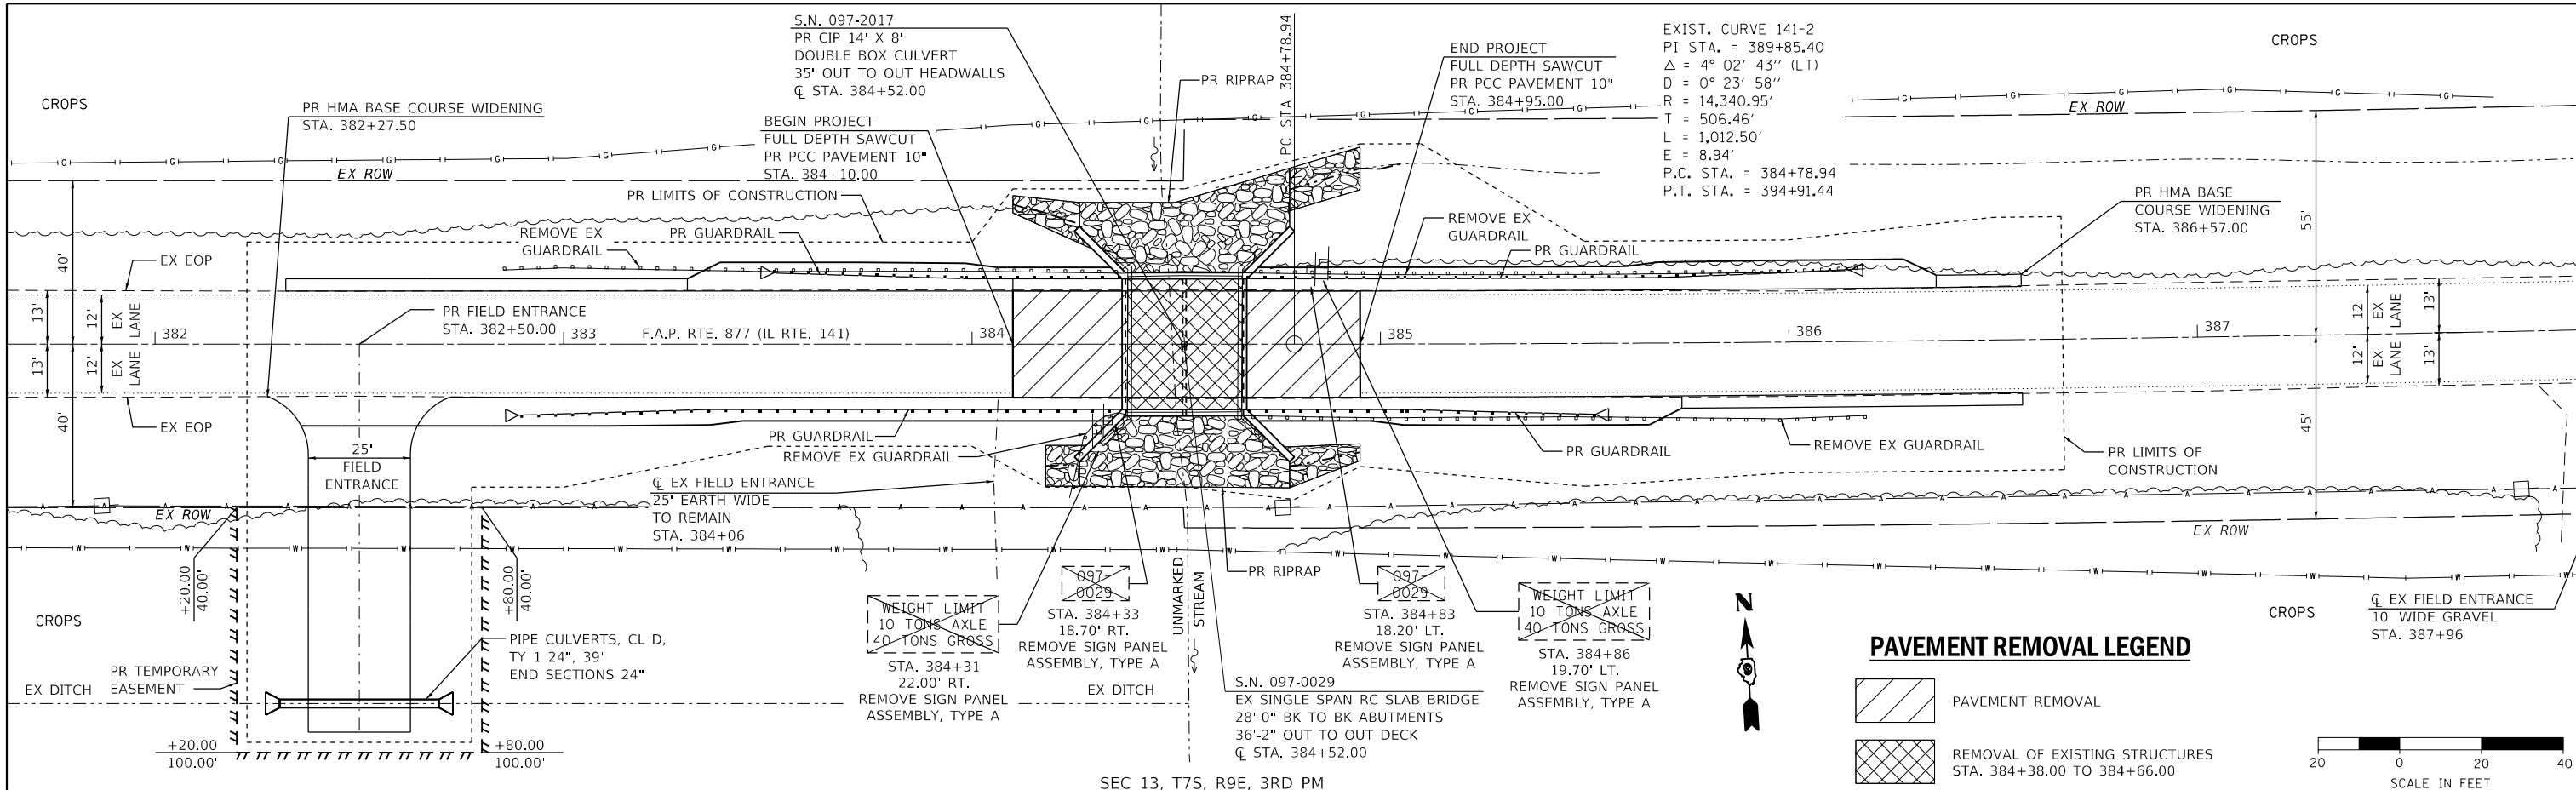 S.N. 097-2017
PR CIP 14' X 8'
DOUBLE BOX CULVERT
35' OUT TO OUT HEADWALLS
℄ STA. 384+52.00
PR RIPRAP
PC STA 384+78.94
END PROJECT
FULL DEPTH SAWCUT
PR PCC PAVEMENT 10"
STA. 384+95.00
EXIST. CURVE 141-2
PI STA. = 389+85.40
Δ = 4° 02' 43" (LT)
D = 0° 23' 58''
R = 14,340.95'
T = 506.46'
L = 1,012.50'
E = 8.94'
P.C. STA. = 384+78.94
P.T. STA. = 394+91.44
CROPS
CROPS
PR HMA BASE COURSE WIDENING
STA. 382+27.50
BEGIN PROJECT
FULL DEPTH SAWCUT
PR PCC PAVEMENT 10"
STA. 384+10.00
EX ROW
EX ROW
PR LIMITS OF CONSTRUCTION
REMOVE EX
GUARDRAIL
PR GUARDRAIL
REMOVE EX
GUARDRAIL
PR GUARDRAIL
PR HMA BASE
COURSE WIDENING
STA. 386+57.00
40'
55'
EX EOP
13'
12'
EX
LANE
PR FIELD ENTRANCE
STA. 382+50.00
382
383
F.A.P. RTE. 877 (IL RTE. 141)
384
385
386
387
12'
EX
LANE
13'
40'
13'
12'
EX
LANE
12'
EX
LANE
13'
45'
EX EOP
25'
FIELD
ENTRANCE
PR GUARDRAIL
REMOVE EX GUARDRAIL
PR GUARDRAIL
REMOVE EX GUARDRAIL
PR LIMITS OF
CONSTRUCTION
℄ EX FIELD ENTRANCE
25' EARTH WIDE
TO REMAIN
STA. 384+06
EX ROW
EX ROW
+20.00
40.00'
+80.00
40.00'
PR RIPRAP
UNMARKED
STREAM
WEIGHT LIMIT
10 TONS AXLE
40 TONS GROSS
STA. 384+31
22.00' RT.
REMOVE SIGN PANEL
ASSEMBLY, TYPE A
097-
0029
STA. 384+33
18.70' RT.
REMOVE SIGN PANEL
ASSEMBLY, TYPE A
097-
0029
STA. 384+83
18.20' LT.
REMOVE SIGN PANEL
ASSEMBLY, TYPE A
WEIGHT LIMIT
10 TONS AXLE
40 TONS GROSS
STA. 384+86
19.70' LT.
REMOVE SIGN PANEL
ASSEMBLY, TYPE A
N
CROPS
CROPS
℄ EX FIELD ENTRANCE
10' WIDE GRAVEL
STA. 387+96
PIPE CULVERTS, CL D,
TY 1 24", 39'
END SECTIONS 24"
PR TEMPORARY
EASEMENT
EX DITCH
EX DITCH
S.N. 097-0029
EX SINGLE SPAN RC SLAB BRIDGE
28'-0" BK TO BK ABUTMENTS
36'-2" OUT TO OUT DECK
℄ STA. 384+52.00
+20.00
100.00'
+80.00
100.00'
SEC 13, T7S, R9E, 3RD PM
PAVEMENT REMOVAL LEGEND
PAVEMENT REMOVAL
REMOVAL OF EXISTING STRUCTURES
STA. 384+38.00 TO 384+66.00
20 0 20 40
SCALE IN FEET